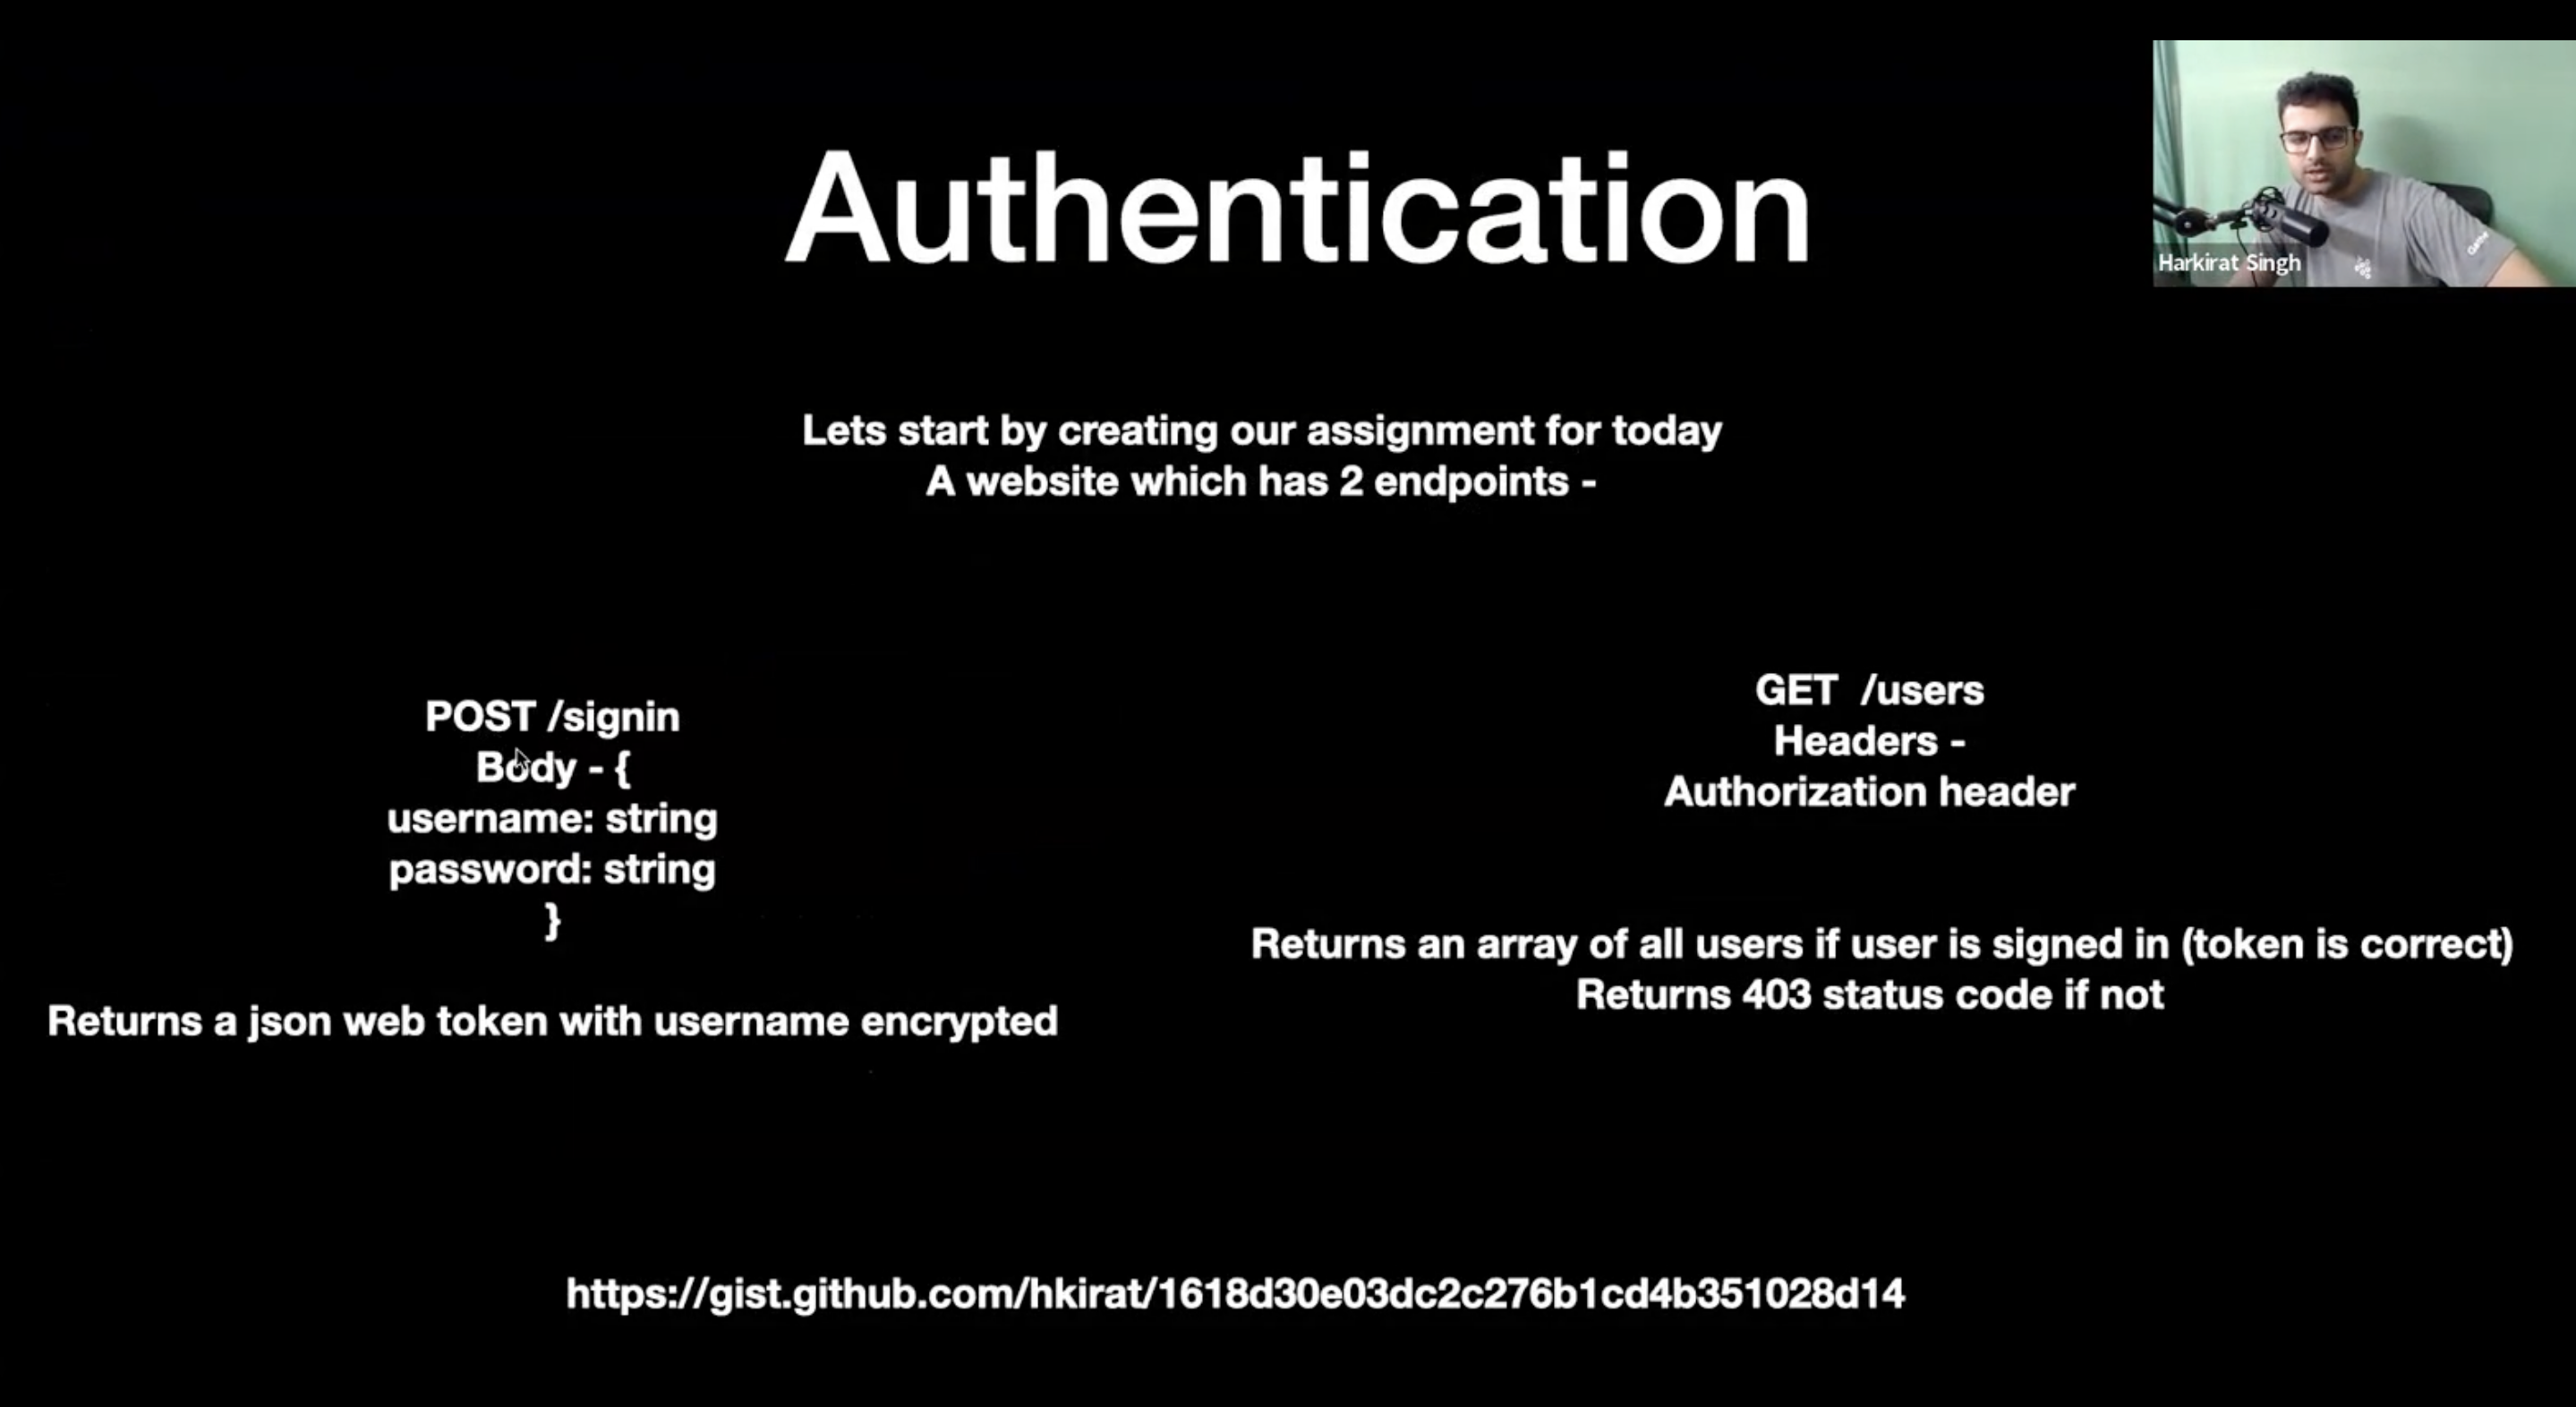 Authentication
Harkirat Singh
Lets start by creating our assignment for today
A website which has 2 endpoints -
POST /signin
Body - {
username: string
password: string
}
Returns a json web token with username encrypted
GET  /users
Headers -
Authorization header
Returns an array of all users if user is signed in (token is correct)
Returns 403 status code if not
https://gist.github.com/hkirat/1618d30e03dc2c276b1cd4b351028d14